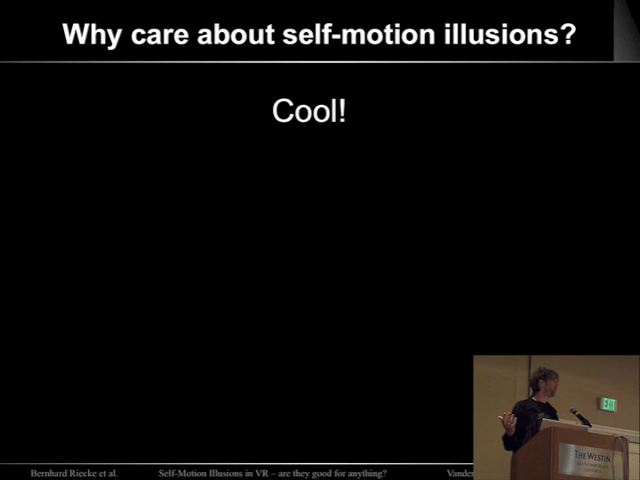 Why care about self-motion illusions?
Cool!
EXIT
THE WESTIN
Bernhard Riecke et al.
Self-Motion Illusions in VR – are they good for anything?
Vander